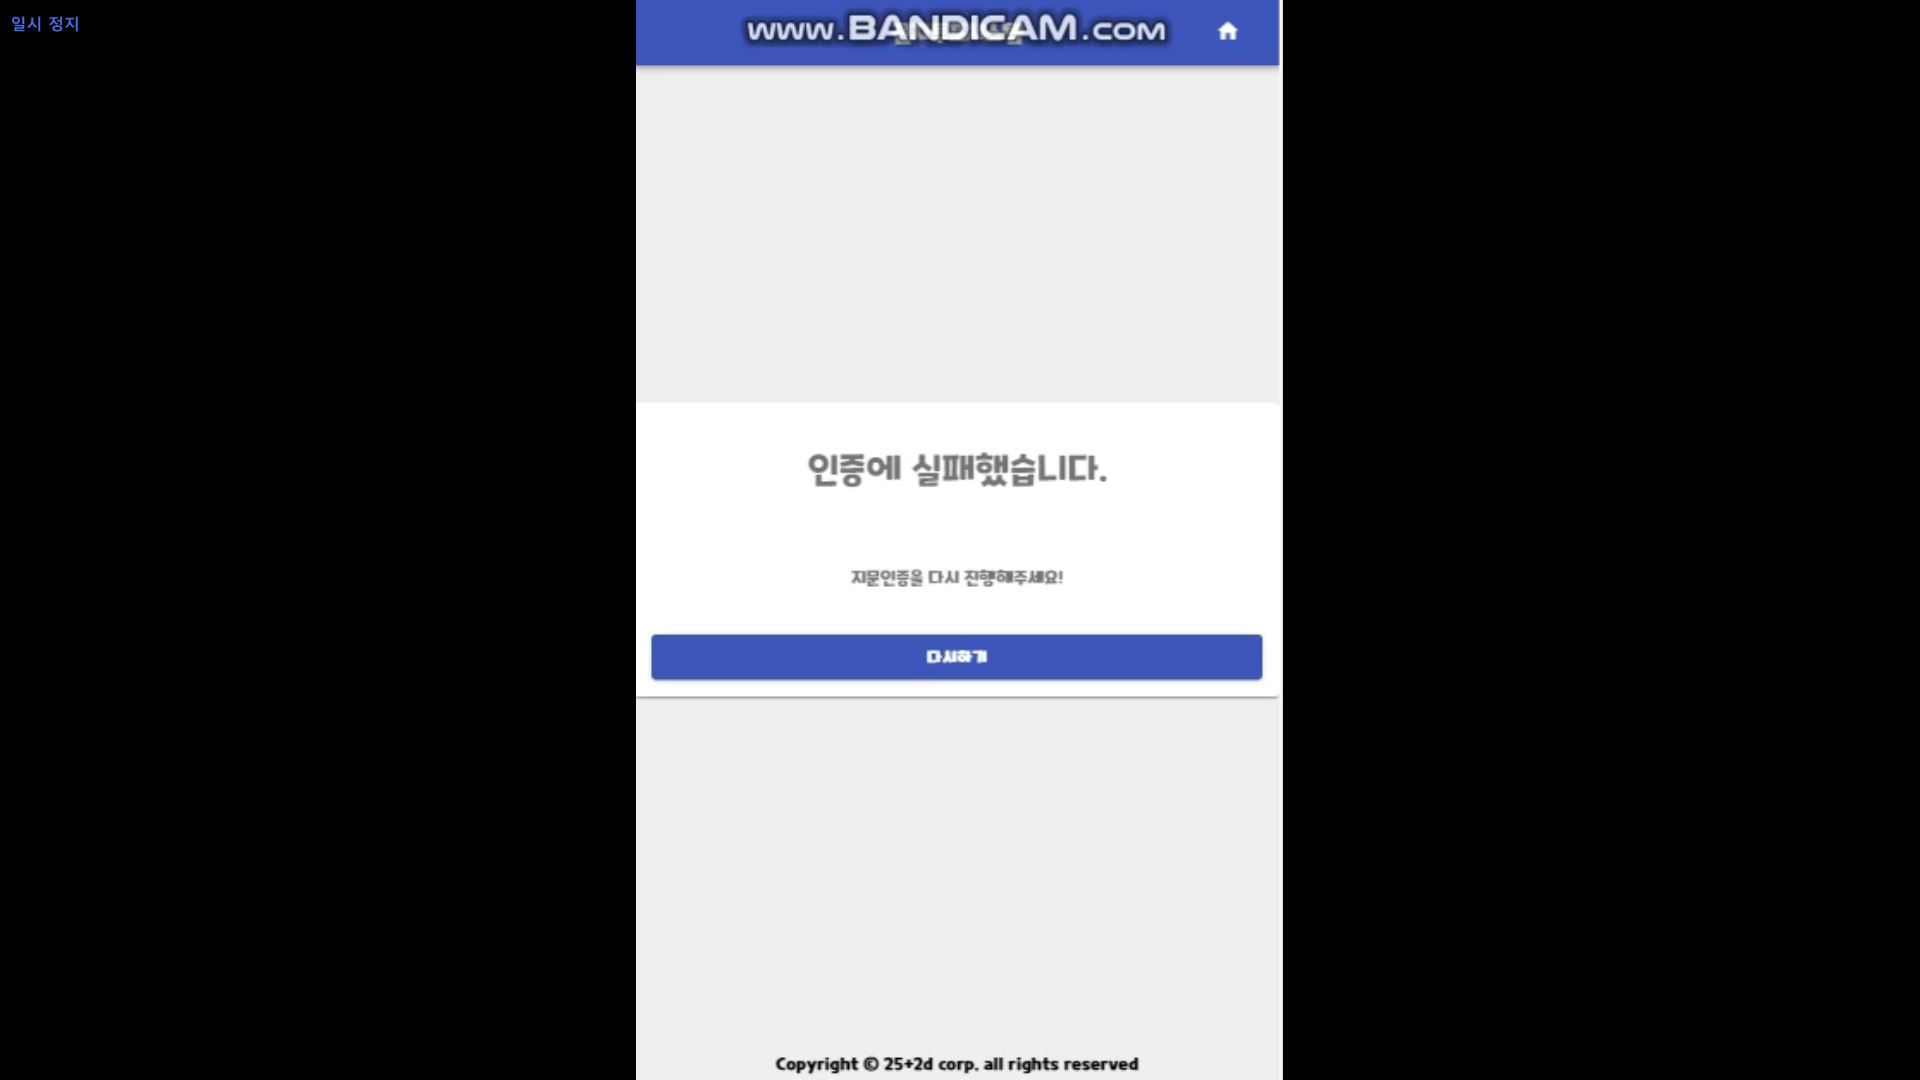 일시 정지
www.BANDICAM.com
인증에 실패했습니다.
지문인증을 다시 진행해주세요!
다시하기
Copyright © 25+2d corp. all rights reserved